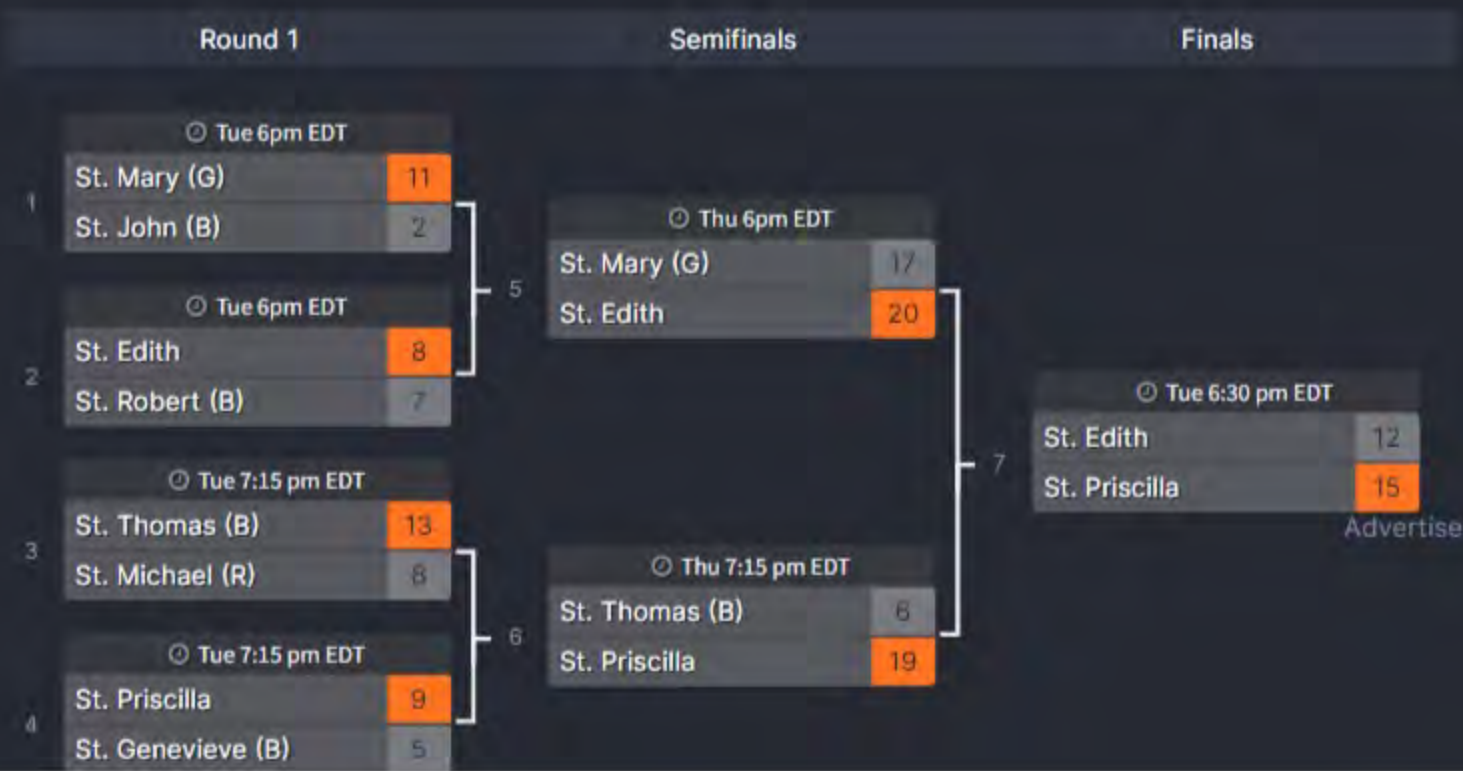 Round 1
Semifinals
Finals
1
Tue 6pm EDT
St. Mary (G) 11
St. John (B) 2
2
Tue 6pm EDT
St. Edith 8
St. Robert (B) 7
3
Tue 7:15 pm EDT
St. Thomas (B) 13
St. Michael (R) 8
4
Tue 7:15 pm EDT
St. Priscilla 9
St. Genevieve (B) 5
5
Thu 6pm EDT
St. Mary (G) 17
St. Edith 20
6
Thu 7:15 pm EDT
St. Thomas (B) 6
St. Priscilla 19
7
Tue 6:30 pm EDT
St. Edith 12
St. Priscilla 15
Advertise